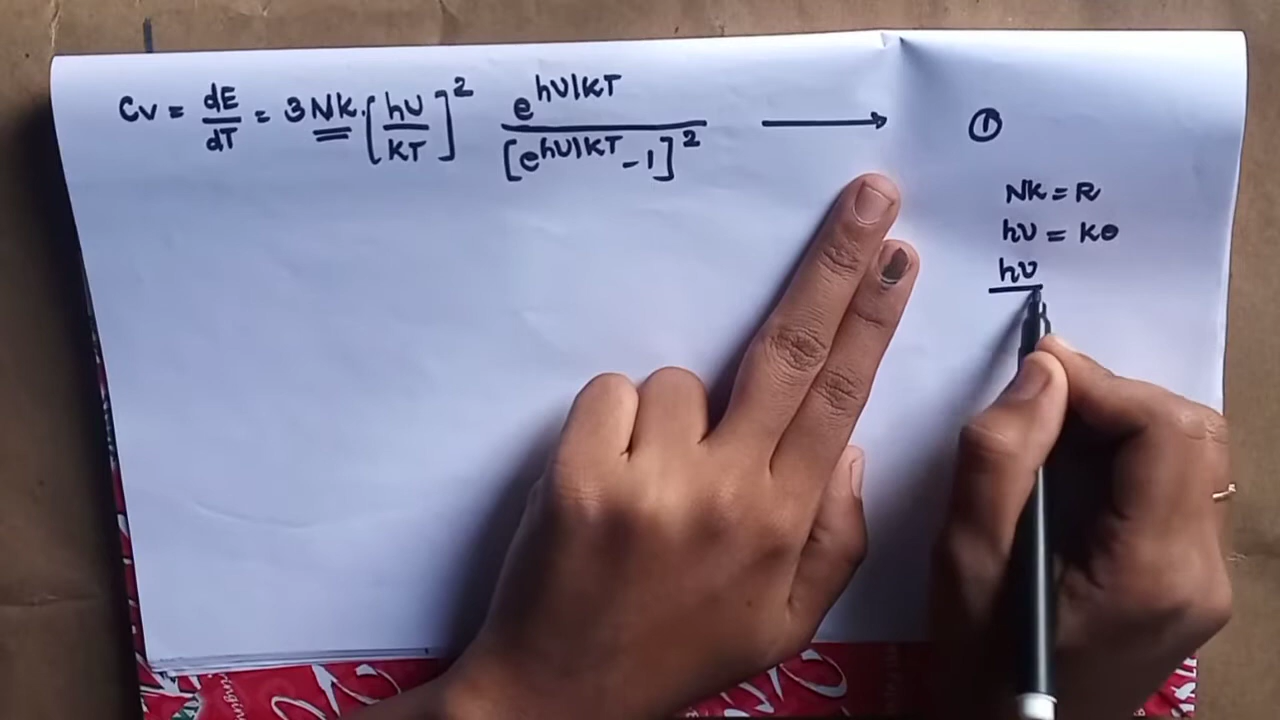 Cv = dE/dT = 3NK. [hυ/KT]² e^hυ|KT / [e^hυ|KT - 1]² ⟶ ①
NK = R
hυ = Kθ
hυ